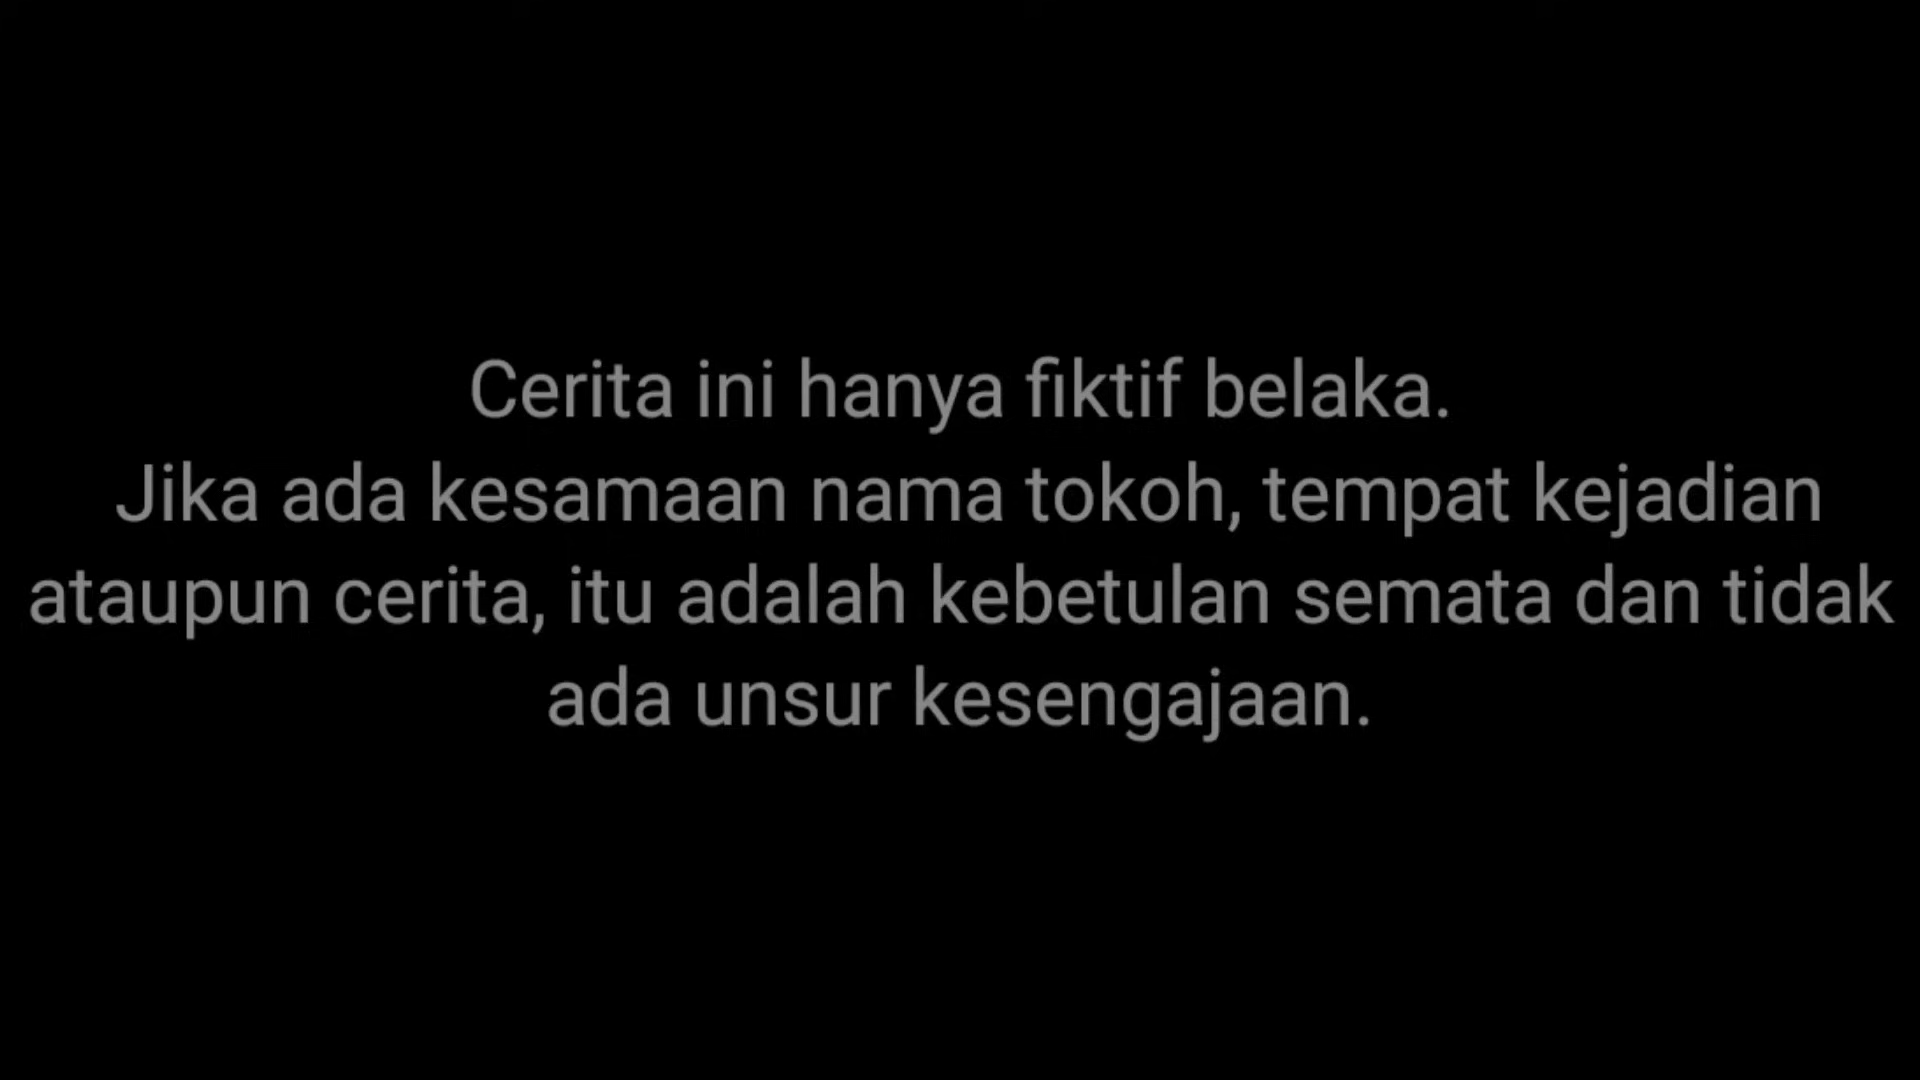 Cerita ini hanya fiktif belaka.
Jika ada kesamaan nama tokoh, tempat kejadian
ataupun cerita, itu adalah kebetulan semata dan tidak
ada unsur kesengajaan.